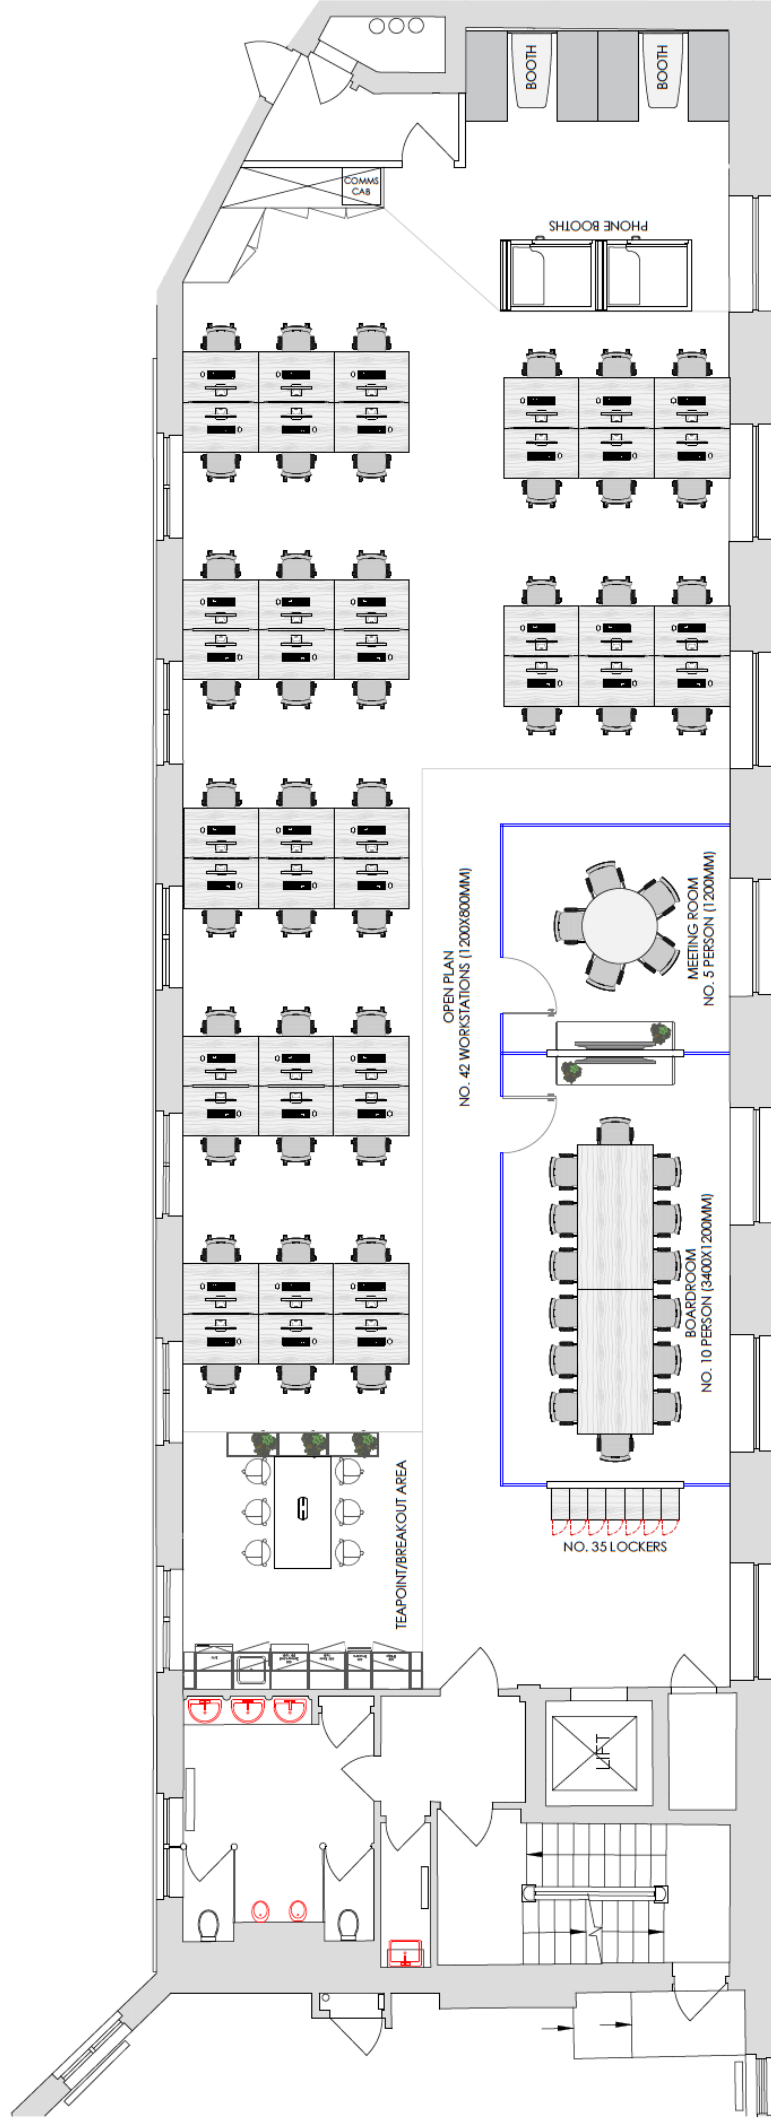 BOOTH
BOOTH
COMMS
CAB
PHONE BOOTHS
OPEN PLAN
NO. 42 WORKSTATIONS (1200X800MM)
MEETING ROOM
NO. 5 PERSON (1200MM)
BOARDROOM
NO. 10 PERSON (3400X1200MM)
TEAPOINT/BREAKOUT AREA
NO. 35 LOCKERS
LIFT